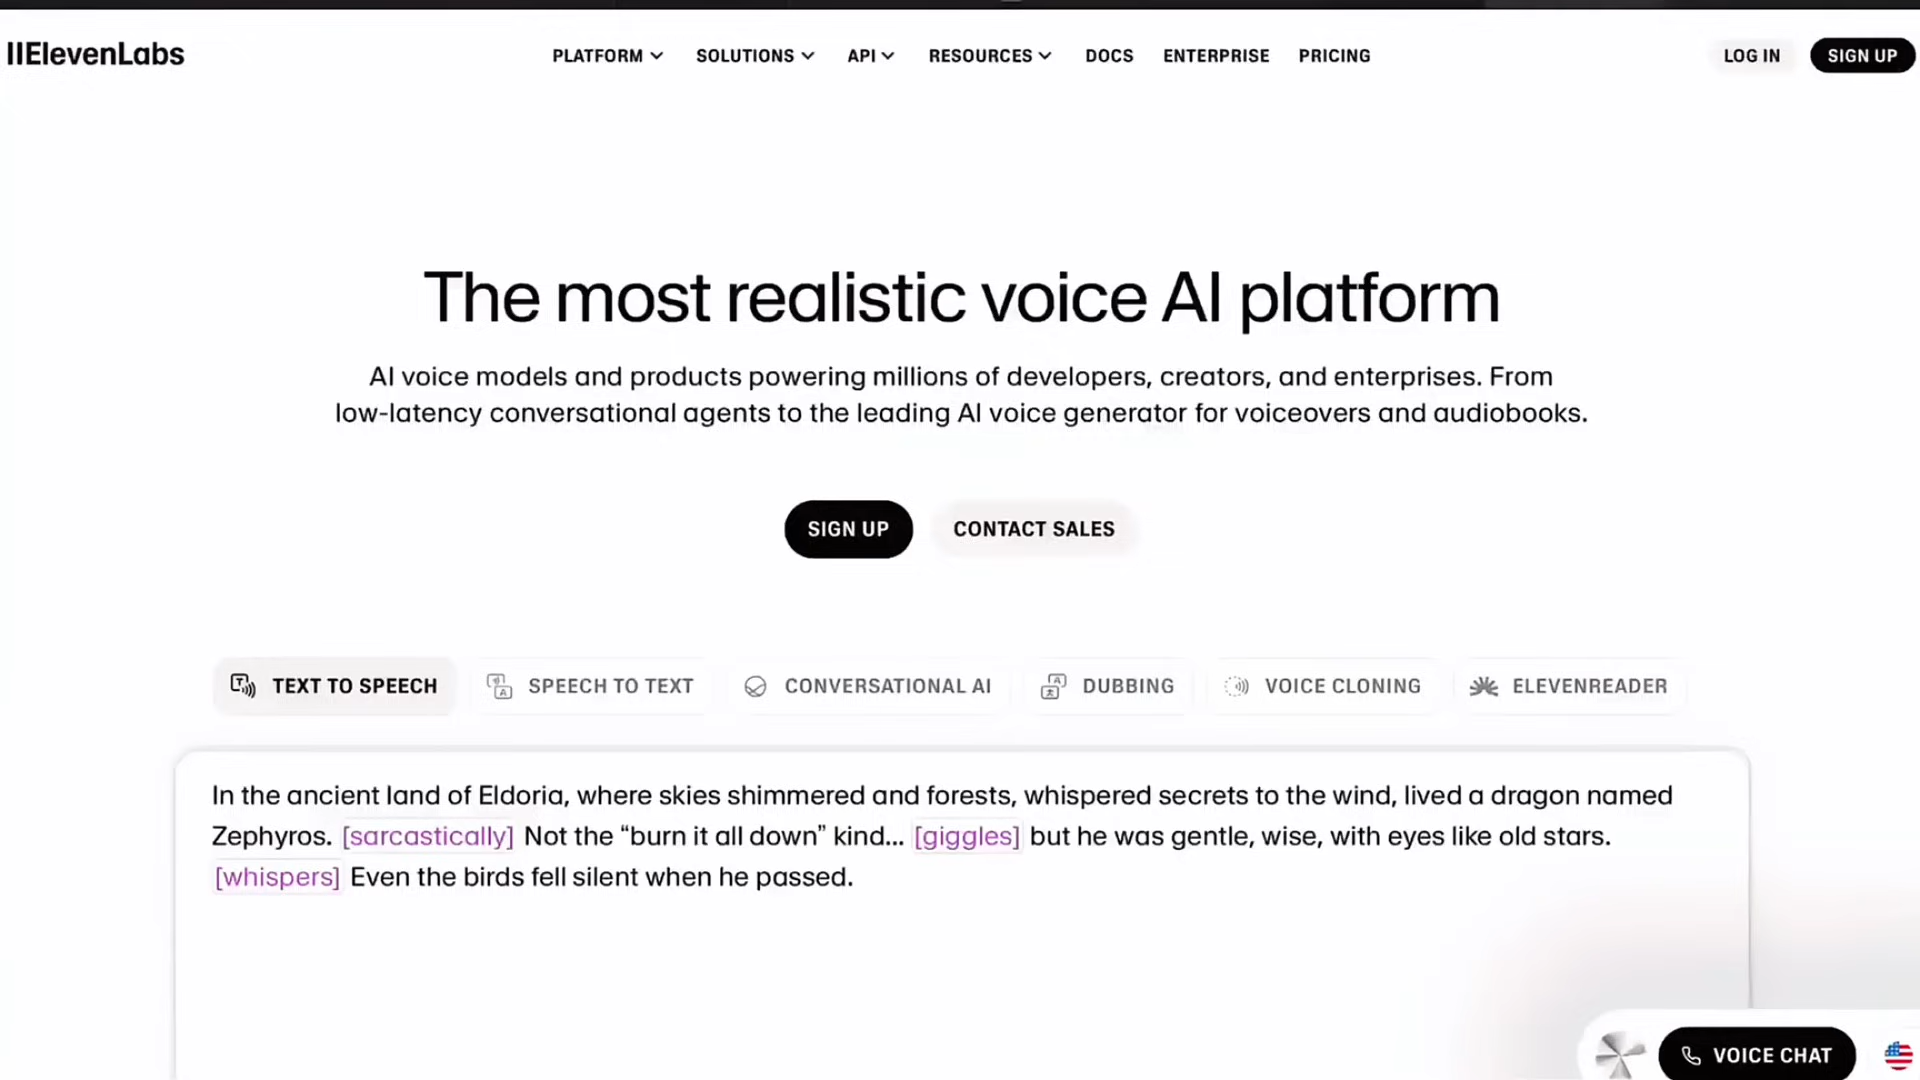 IIElevenLabs
PLATFORM
SOLUTIONS
API
RESOURCES
DOCS
ENTERPRISE
PRICING
LOG IN
SIGN UP
The most realistic voice AI platform
AI voice models and products powering millions of developers, creators, and enterprises. From
low-latency conversational agents to the leading AI voice generator for voiceovers and audiobooks.
SIGN UP
CONTACT SALES
TEXT TO SPEECH
SPEECH TO TEXT
CONVERSATIONAL AI
DUBBING
VOICE CLONING
ELEVENREADER
In the ancient land of Eldoria, where skies shimmered and forests, whispered secrets to the wind, lived a dragon named
Zephyros. [sarcastically] Not the “burn it all down” kind... [giggles] but he was gentle, wise, with eyes like old stars.
[whispers] Even the birds fell silent when he passed.
VOICE CHAT